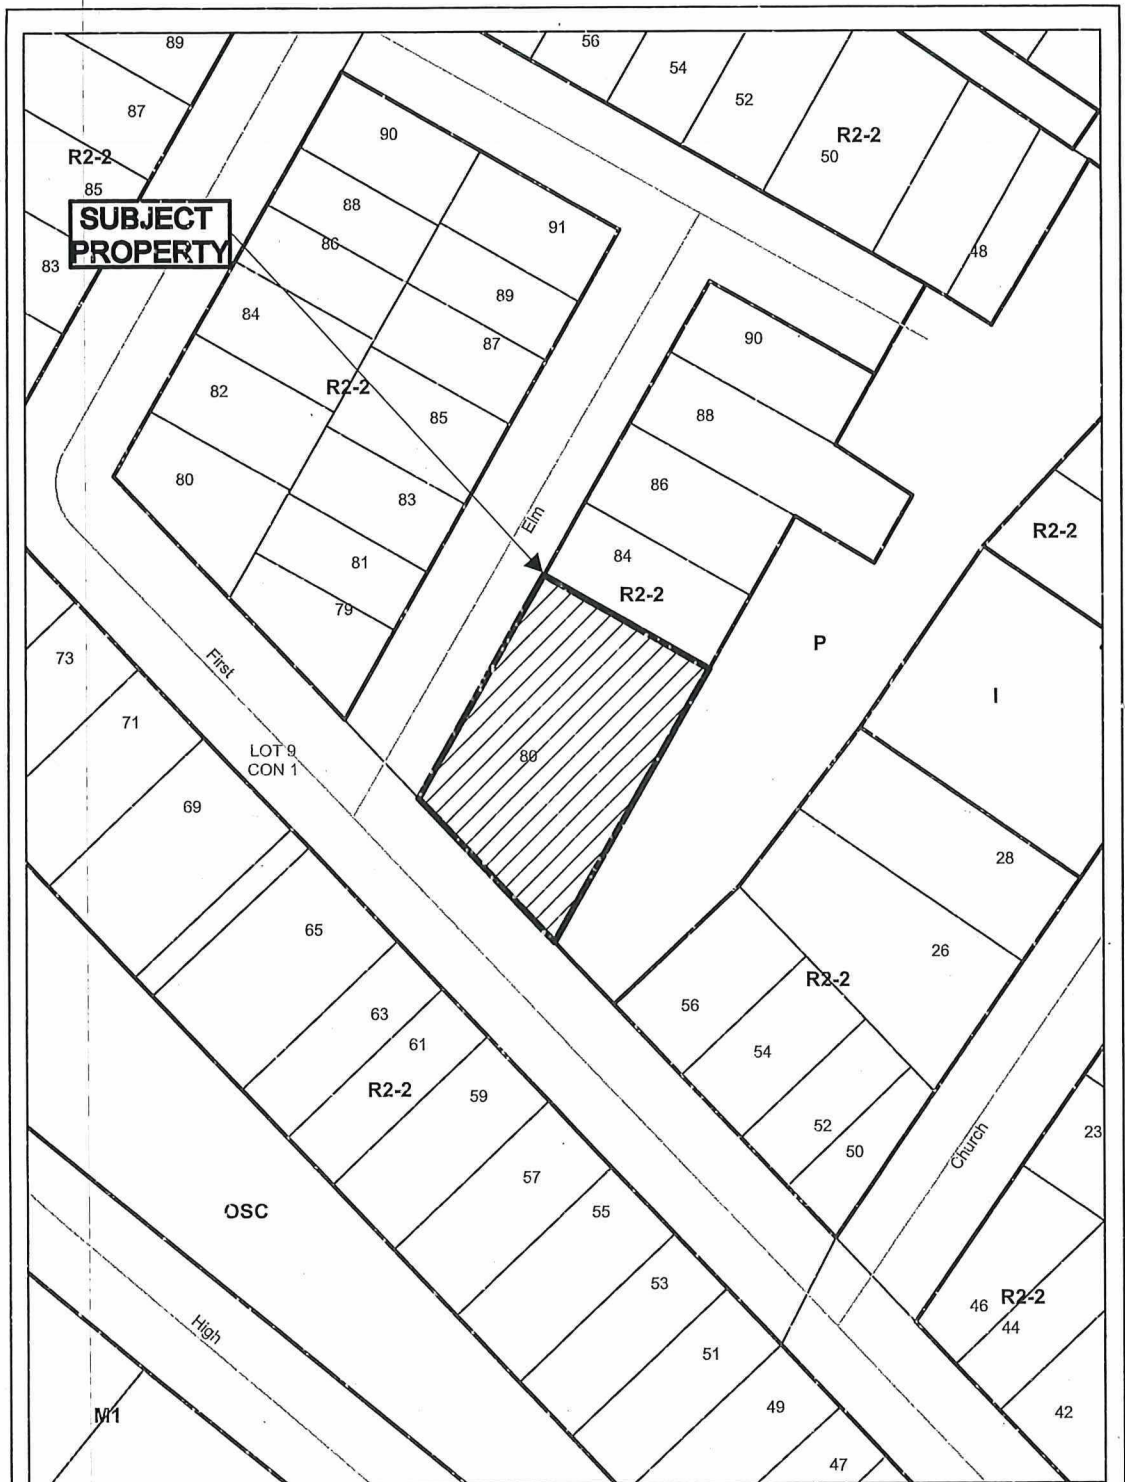 89
56
54
52
87
90
R2-2
50
R2-2
85
88
SUBJECT
PROPERTY
91
86
48
83
89
84
90
87
R2-2
82
88
85
80
86
83
Elm
R2-2
84
81
R2-2
79
P
73
First
I
71
LOT 9
CON 1
80
69
28
65
26
R2-2
56
63
61
54
R2-2
59
52
23
50
Church
57
OSC
55
53
46
R2-2
44
High
51
49
42
M1
47